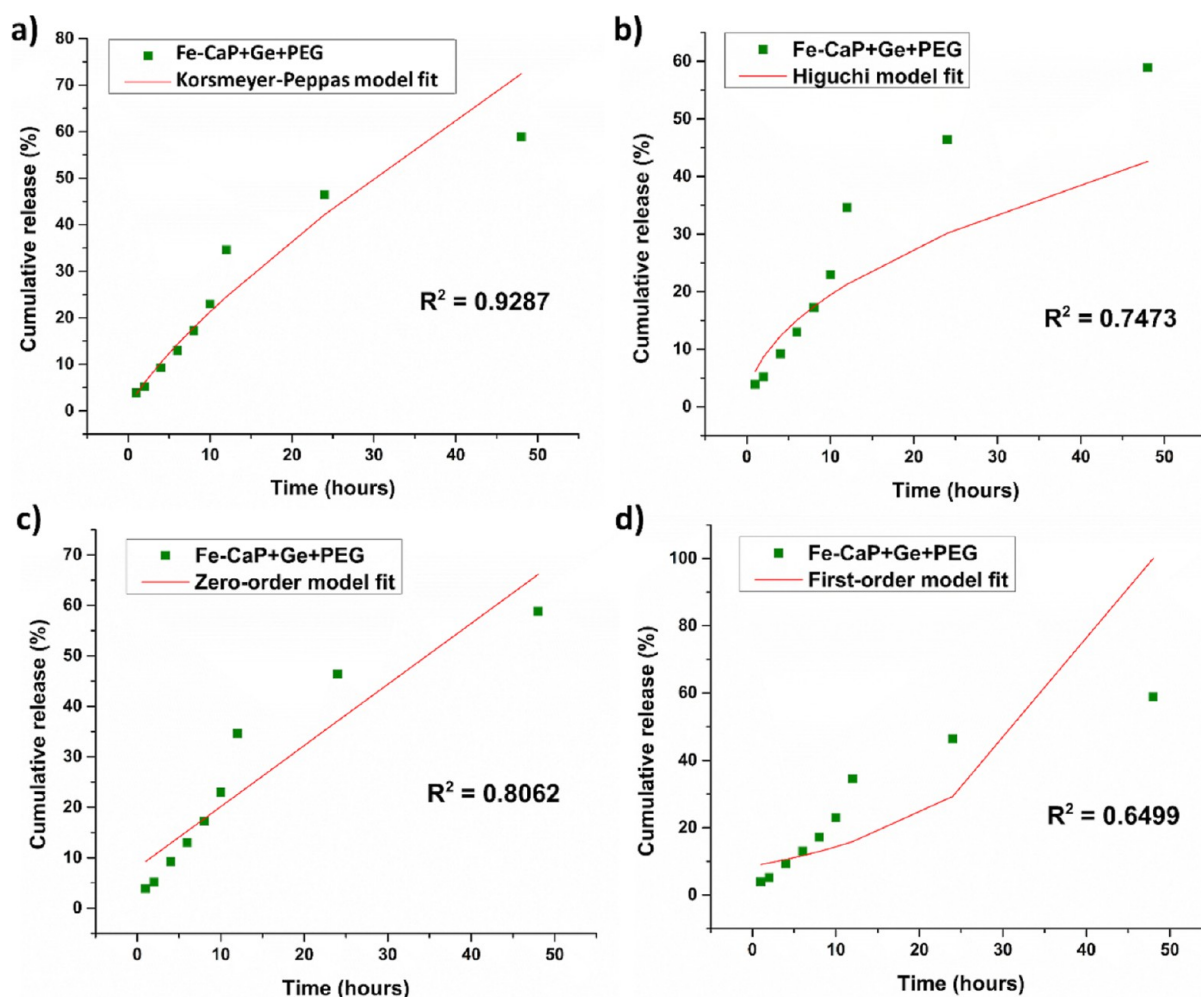 a)
Fe-CaP+Ge+PEG
Korsmeyer-Peppas model fit
80
70
60
50
40
30
20
10
0
Cumulative release (%)
R² = 0.9287
0 10 20 30 40 50
Time (hours)
b)
Fe-CaP+Ge+PEG
Higuchi model fit
60
50
40
30
20
10
0
Cumulative release (%)
R² = 0.7473
0 10 20 30 40 50
Time (hours)
c)
Fe-CaP+Ge+PEG
Zero-order model fit
70
60
50
40
30
20
10
0
Cumulative release (%)
R² = 0.8062
0 10 20 30 40 50
Time (hours)
d)
Fe-CaP+Ge+PEG
First-order model fit
100
80
60
40
20
0
Cumulative release (%)
R² = 0.6499
0 10 20 30 40 50
Time (hours)